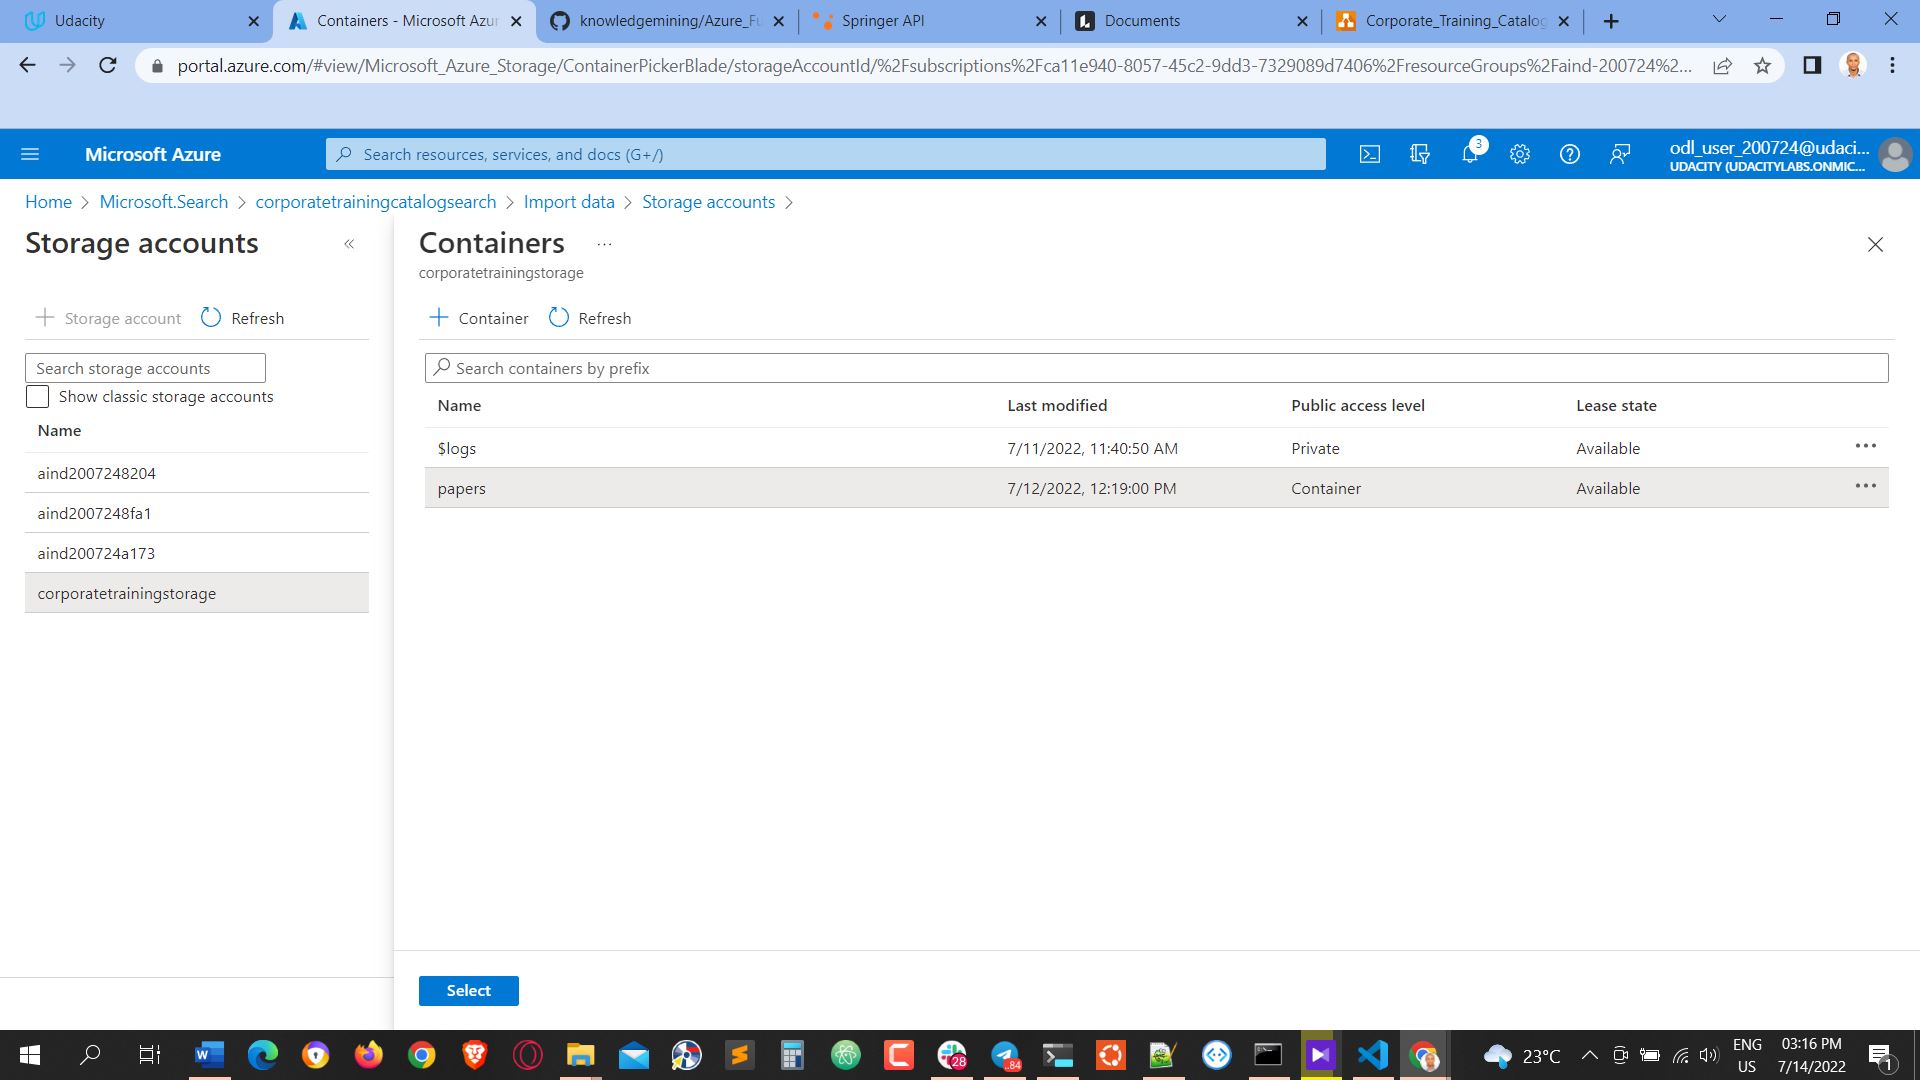 Udacity
Containers - Microsoft Azur
knowledgemining/Azure_Fu
Springer API
Documents
Corporate_Training_Catalog
portal.azure.com/#view/Microsoft_Azure_Storage/ContainerPickerBlade/storageAccountId/%2Fsubscriptions%2Fca11e940-8057-45c2-9dd3-7329089d7406%2FresourceGroups%2Faind-200724%2...
Microsoft Azure
Search resources, services, and docs (G+/)
3
odl_user_200724@udaci...
UDACITY (UDACITYLABS.ONMIC...
Home > Microsoft.Search > corporatetrainingcatalogsearch > Import data > Storage accounts >
Storage accounts
«
Containers
...
corporatetrainingstorage
Storage account
Refresh
Container
Refresh
Search storage accounts
Show classic storage accounts
Name
aind2007248204
aind2007248fa1
aind200724a173
corporatetrainingstorage
Search containers by prefix
Name Last modified Public access level Lease state
$logs 7/11/2022, 11:40:50 AM Private Available ...
papers 7/12/2022, 12:19:00 PM Container Available ...
Select
28
84
23°C
ENG
US
03:16 PM
7/14/2022
1